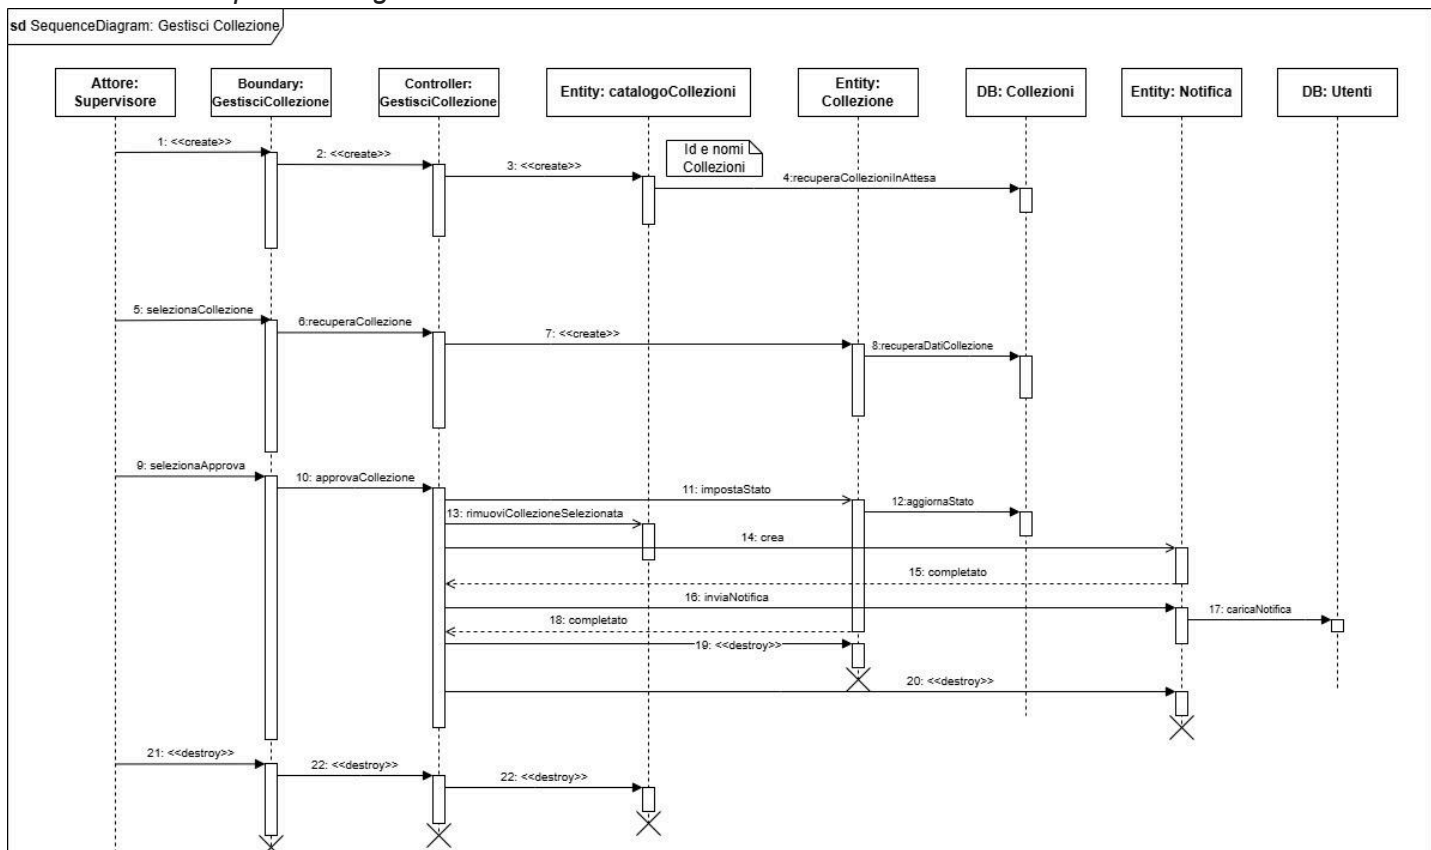 sd SequenceDiagram: Gestisci Collezione
Attore:
Supervisore
Boundary:
GestisciCollezione
Controller:
GestisciCollezione
Entity: catalogoCollezioni
Entity:
Collezione
DB: Collezioni
Entity: Notifica
DB: Utenti
1: <<create>>
2: <<create>>
3: <<create>>
Id e nomi
Collezioni
4:recuperaCollezioniInAttesa
5: selezionaCollezione
6:recuperaCollezione
7: <<create>>
8:recuperaDatiCollezione
9: selezionaApprova
10: approvaCollezione
11: impostaStato
12:aggiornaStato
13: rimuoviCollezioneSelezionata
14: crea
15: completato
16: inviaNotifica
17: caricaNotifica
18: completato
19: <<destroy>>
20: <<destroy>>
21: <<destroy>>
22: <<destroy>>
22: <<destroy>>